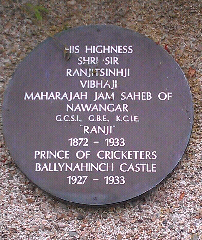 HIS HIGHNESS
SHRI SIR
RANJITSINHJI
VIBHAJI
MAHARAJAH JAM SAHEB OF
NAWANGAR
G.C.S.I., G.B.E., K.C.I.E,
"RANJI"
1872 - 1933
PRINCE OF CRICKETERS
BALLYNAHINCH CASTLE
1927 - 1933